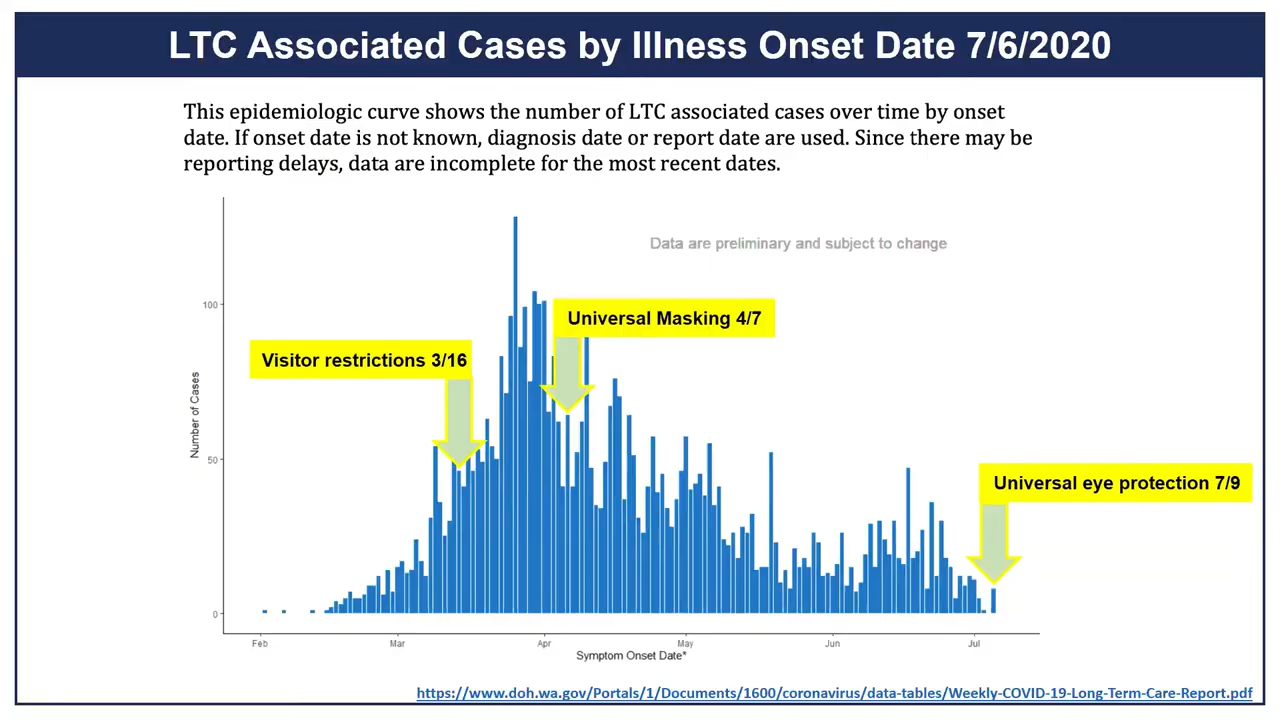 LTC Associated Cases by Illness Onset Date 7/6/2020
This epidemiologic curve shows the number of LTC associated cases over time by onset
date. If onset date is not known, diagnosis date or report date are used. Since there may be
reporting delays, data are incomplete for the most recent dates.
Data are preliminary and subject to change
Universal Masking 4/7
Visitor restrictions 3/16
Universal eye protection 7/9
Number of Cases
100
50
0
Feb Mar Apr May Jun Jul
Symptom Onset Date*
https://www.doh.wa.gov/Portals/1/Documents/1600/coronavirus/data-tables/Weekly-COVID-19-Long-Term-Care-Report.pdf